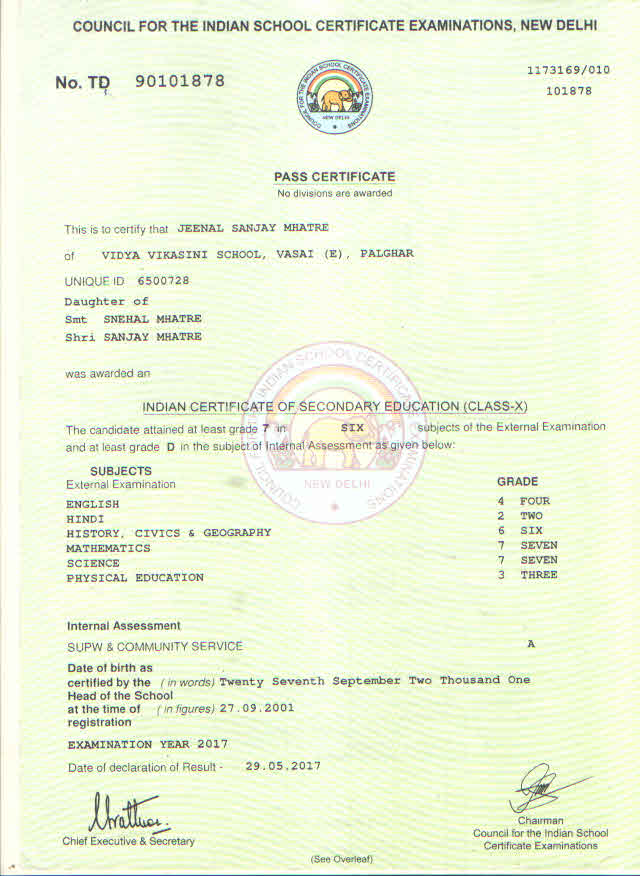 COUNCIL FOR THE INDIAN SCHOOL CERTIFICATE EXAMINATIONS, NEW DELHI
No. TD 90101878
1173169/010
101878
COUNCIL FOR THE INDIAN SCHOOL CERTIFICATE EXAMINATIONS
NEW DELHI
PASS CERTIFICATE
No divisions are awarded
This is to certify that JEENAL SANJAY MHATRE
of VIDYA VIKASINI SCHOOL, VASAI (E), PALGHAR
UNIQUE ID 6500728
Daughter of
Smt SNEHAL MHATRE
Shri SANJAY MHATRE
was awarded an
INDIAN CERTIFICATE OF SECONDARY EDUCATION (CLASS-X)
The candidate attained at least grade 7 in SIX subjects of the External Examination
and at least grade D in the subject of Internal Assessment as given below:
COUNCIL FOR THE INDIAN SCHOOL CERTIFICATE EXAMINATIONS
NEW DELHI
SUBJECTS
External Examination GRADE
ENGLISH 4 FOUR
HINDI 2 TWO
HISTORY, CIVICS & GEOGRAPHY 6 SIX
MATHEMATICS 7 SEVEN
SCIENCE 7 SEVEN
PHYSICAL EDUCATION 3 THREE
Internal Assessment
SUPW & COMMUNITY SERVICE A
Date of birth as
certified by the (in words) Twenty Seventh September Two Thousand One
Head of the School
at the time of (in figures) 27.09.2001
registration
EXAMINATION YEAR 2017
Date of declaration of Result - 29.05.2017
Chief Executive & Secretary
Chairman
Council for the Indian School
Certificate Examinations
(See Overleaf)